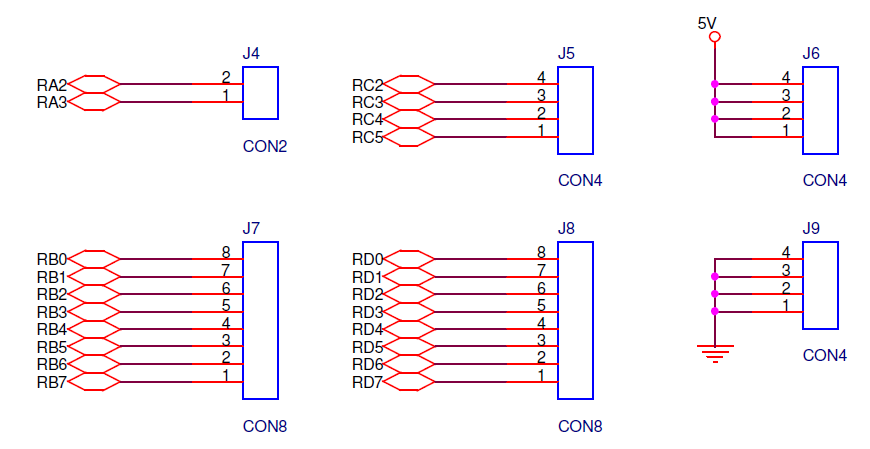 J4
RA2 2
RA3 1
CON2
J5
RC2 4
RC3 3
RC4 2
RC5 1
CON4
5V
J6
4
3
2
1
CON4
J7
RB0 8
RB1 7
RB2 6
RB3 5
RB4 4
RB5 3
RB6 2
RB7 1
CON8
J8
RD0 8
RD1 7
RD2 6
RD3 5
RD4 4
RD5 3
RD6 2
RD7 1
CON8
J9
4
3
2
1
CON4